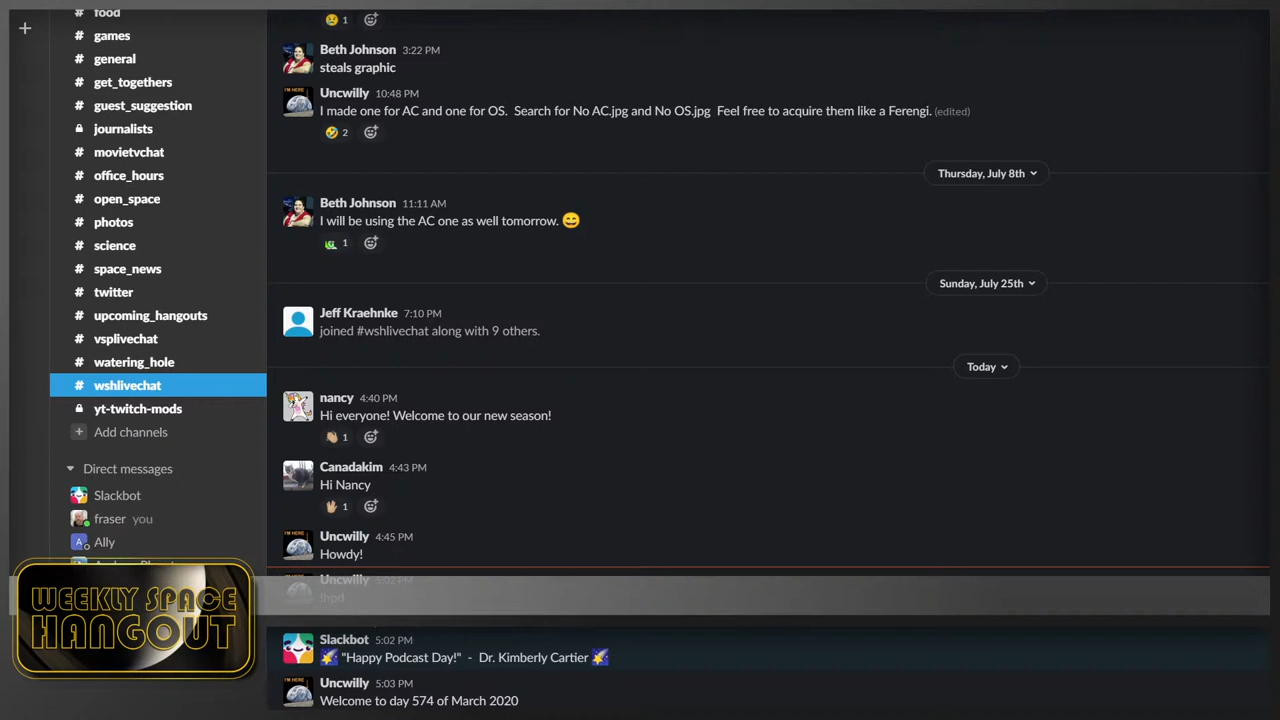 # food
# games
# general
# get_togethers
# guest_suggestion
journalists
# movietvchat
# office_hours
# open_space
# photos
# science
# space_news
# twitter
# upcoming_hangouts
# vsplivechat
# watering_hole
# wshlivechat
yt-twitch-mods
+ Add channels
Direct messages
Slackbot
fraser you
A Ally
1
Beth Johnson 3:22 PM
steals graphic
Uncwilly 10:48 PM
I made one for AC and one for OS. Search for No AC.jpg and No OS.jpg Feel free to acquire them like a Ferengi. (edited)
2
Thursday, July 8th
Beth Johnson 11:11 AM
I will be using the AC one as well tomorrow.
1
Sunday, July 25th
Jeff Kraehnke 7:10 PM
joined #wshlivechat along with 9 others.
Today
nancy 4:40 PM
Hi everyone! Welcome to our new season!
1
Canadakim 4:43 PM
Hi Nancy
1
I'M HERE
Uncwilly 4:45 PM
Howdy!
Uncwilly 5:02 PM
!hpd
Slackbot 5:02 PM
"Happy Podcast Day!" - Dr. Kimberly Cartier
Uncwilly 5:03 PM
Welcome to day 574 of March 2020
WEEKLY SPACE
HANGOUT